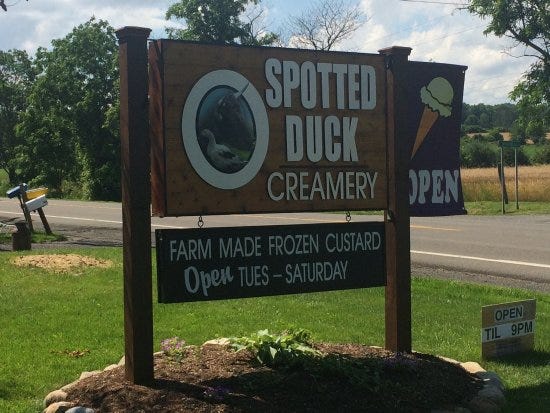 SPOTTED
DUCK
CREAMERY
FARM MADE FROZEN CUSTARD
Open TUES – SATURDAY
OPEN
OPEN
TIL 9PM